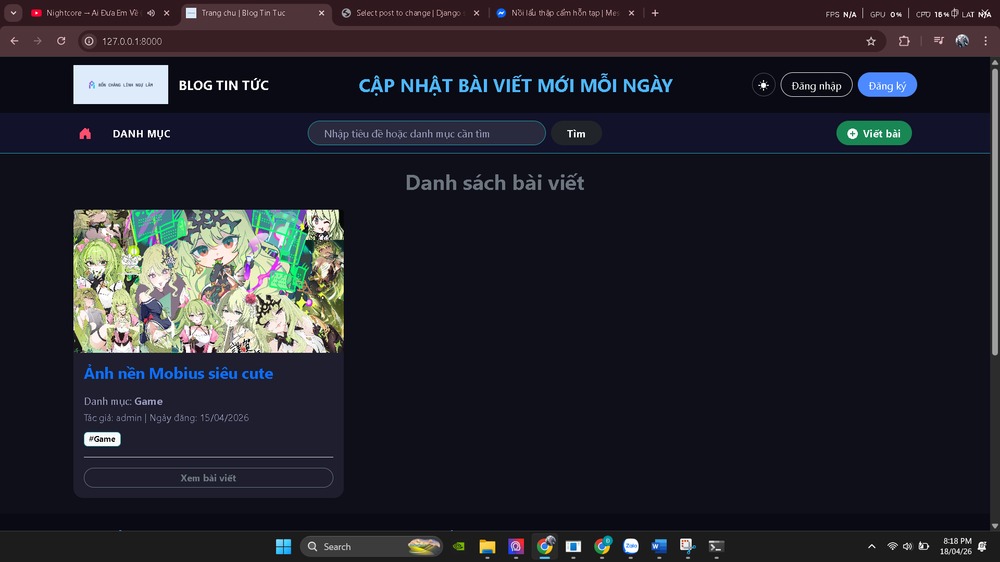 Nightcore → Ai Đưa Em Về (
Trang chu | Blog Tin Tuc
Select post to change | Django s
Nồi lẩu thập cẩm hỗn tạp | Mes
FPS N/A
GPU 0%
CPU 16%
LAT N/A
127.0.0.1:8000
BỐN CHÀNG LÍNH NGỰ LÂM
BLOG TIN TỨC
CẬP NHẬT BÀI VIẾT MỚI MỖI NGÀY
Đăng nhập
Đăng ký
DANH MỤC
Nhập tiêu đề hoặc danh mục cần tìm
Tìm
Viết bài
Danh sách bài viết
Ảnh nền Mobius siêu cute
Danh mục: Game
Tác giả: admin | Ngày đăng: 15/04/2026
#Game
Xem bài viết
Search
Zalo
8:18 PM
18/04/26